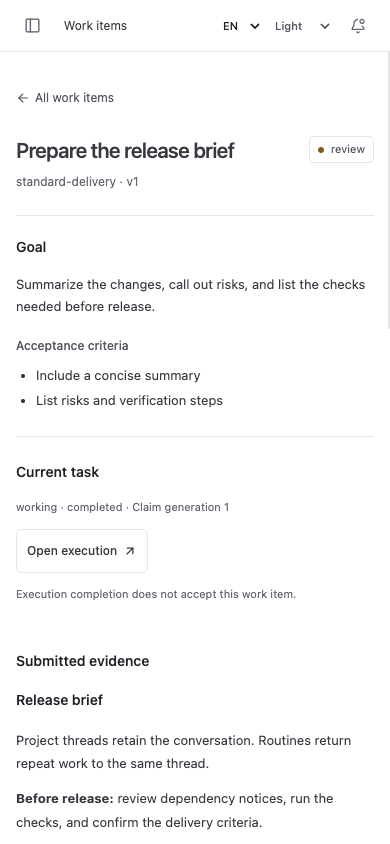 Work items
EN
Light
← All work items
Prepare the release brief
review
standard-delivery · v1
Goal
Summarize the changes, call out risks, and list the checks
needed before release.
Acceptance criteria
• Include a concise summary
• List risks and verification steps
Current task
working · completed · Claim generation 1
Open execution ↗
Execution completion does not accept this work item.
Submitted evidence
Release brief
Project threads retain the conversation. Routines return
repeat work to the same thread.
Before release: review dependency notices, run the
checks, and confirm the delivery criteria.